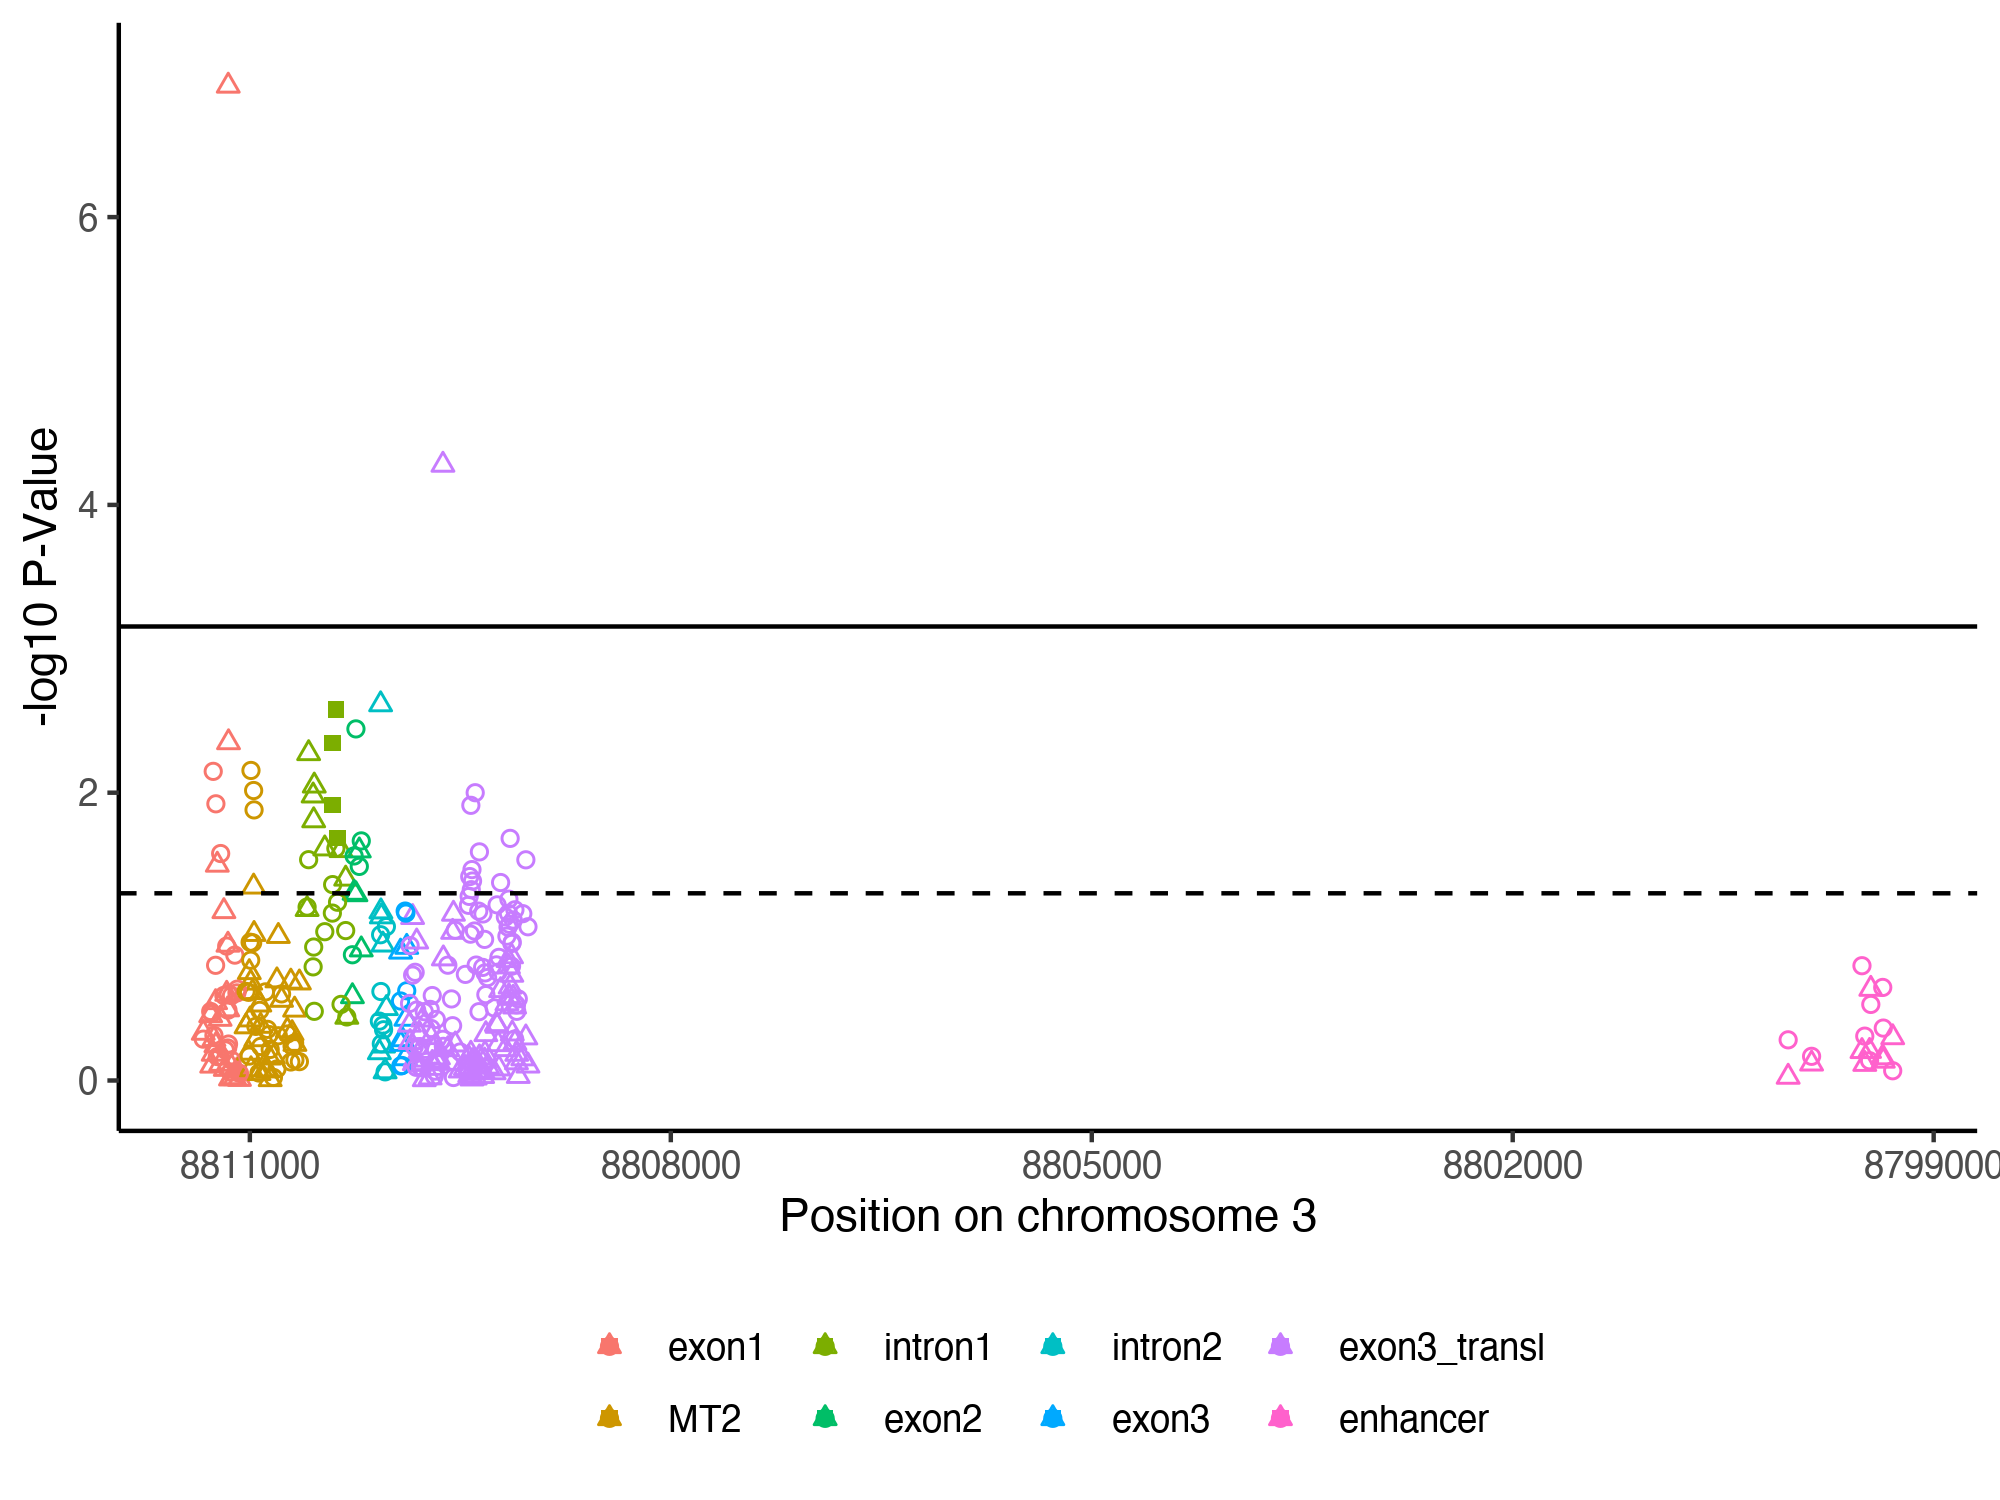 -log10 P-Value
6
4
2
0
8811000 8808000 8805000 8802000 8799000
Position on chromosome 3
exon1 intron1 intron2 exon3_transl
MT2 exon2 exon3 enhancer